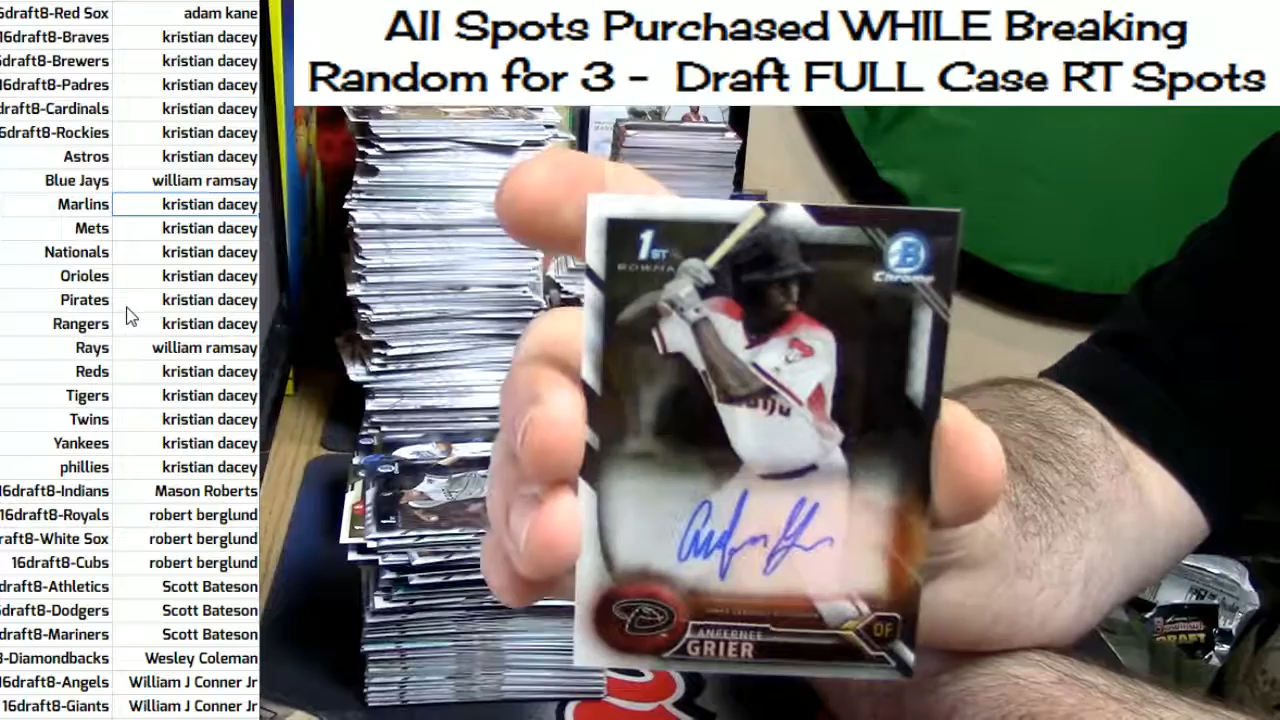 All Spots Purchased WHILE Breaking
Random for 3 - Draft FULL Case RT Spots
6draft8-Red Sox adam kane
16draft8-Braves kristian dacey
6draft8-Brewers kristian dacey
16draft8-Padres kristian dacey
draft8-Cardinals kristian dacey
6draft8-Rockies kristian dacey
Astros kristian dacey
Blue Jays william ramsay
Marlins kristian dacey
Mets kristian dacey
Nationals kristian dacey
Orioles kristian dacey
Pirates kristian dacey
Rangers kristian dacey
Rays william ramsay
Reds kristian dacey
Tigers kristian dacey
Twins kristian dacey
Yankees kristian dacey
phillies kristian dacey
16draft8-Indians Mason Roberts
16draft8-Royals robert berglund
raft8-White Sox robert berglund
16draft8-Cubs robert berglund
draft8-Athletics Scott Bateson
6draft8-Dodgers Scott Bateson
draft8-Mariners Scott Bateson
8-Diamondbacks Wesley Coleman
16draft8-Angels William J Conner Jr
16draft8-Giants William J Conner Jr
1ST
BOWMA
B
Chrome
ANFERNEE
GRIER
OF
DRAFT